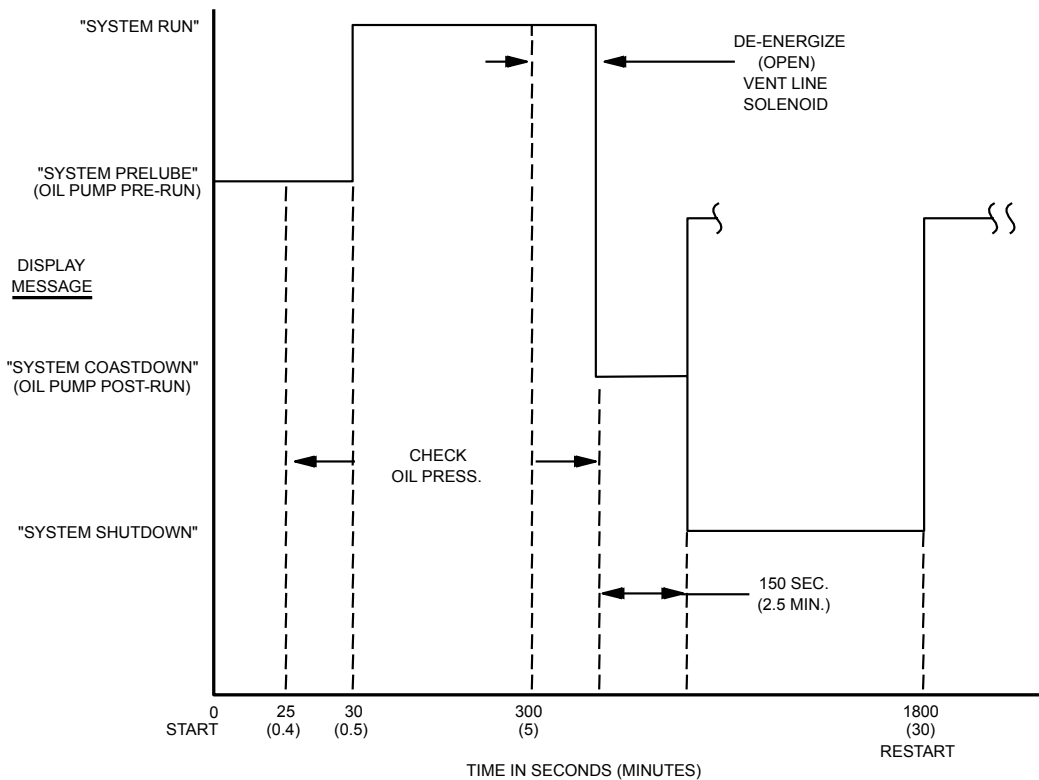 "SYSTEM RUN"
DE-ENERGIZE
(OPEN)
VENT LINE
SOLENOID
"SYSTEM PRELUBE"
(OIL PUMP PRE-RUN)
DISPLAY
MESSAGE
"SYSTEM COASTDOWN"
(OIL PUMP POST-RUN)
CHECK
OIL PRESS.
"SYSTEM SHUTDOWN"
150 SEC.
(2.5 MIN.)
0 25 30 300 1800
START (0.4) (0.5) (5) (30)
RESTART
TIME IN SECONDS (MINUTES)